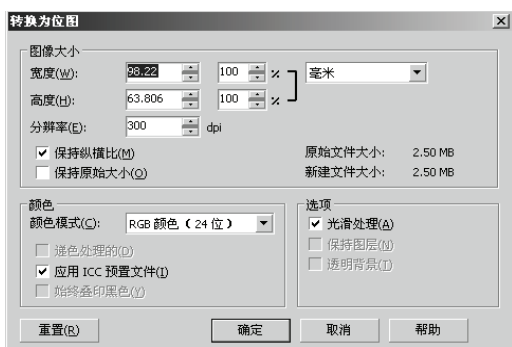 转换为位图
图像大小
宽度(W): 98.22 100 % 毫米
高度(H): 63.806 100 %
分辨率(E): 300 dpi
保持纵横比(M) 原始文件大小: 2.50 MB
保持原始大小(O) 新建文件大小: 2.50 MB
颜色 选项
颜色模式(C): RGB 颜色 (24 位) 光滑处理(A)
递色处理的(D) 保持图层(N)
应用 ICC 预置文件(I) 透明背景(T)
始终叠印黑色(Y)
重置(R) 确定 取消 帮助